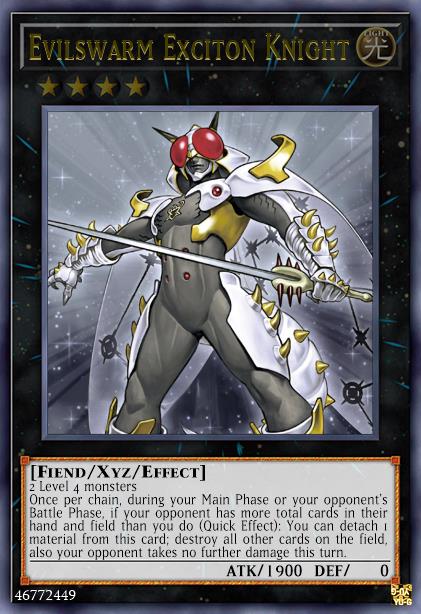 Evilswarm Exciton Knight
LIGHT
光
[Fiend/Xyz/Effect]
2 Level 4 monsters
Once per chain, during your Main Phase or your opponent's
Battle Phase, if your opponent has more total cards in their
hand and field than you do (Quick Effect): You can detach 1
material from this card; destroy all other cards on the field,
also your opponent takes no further damage this turn.
ATK/1900 DEF/ 0
46772449